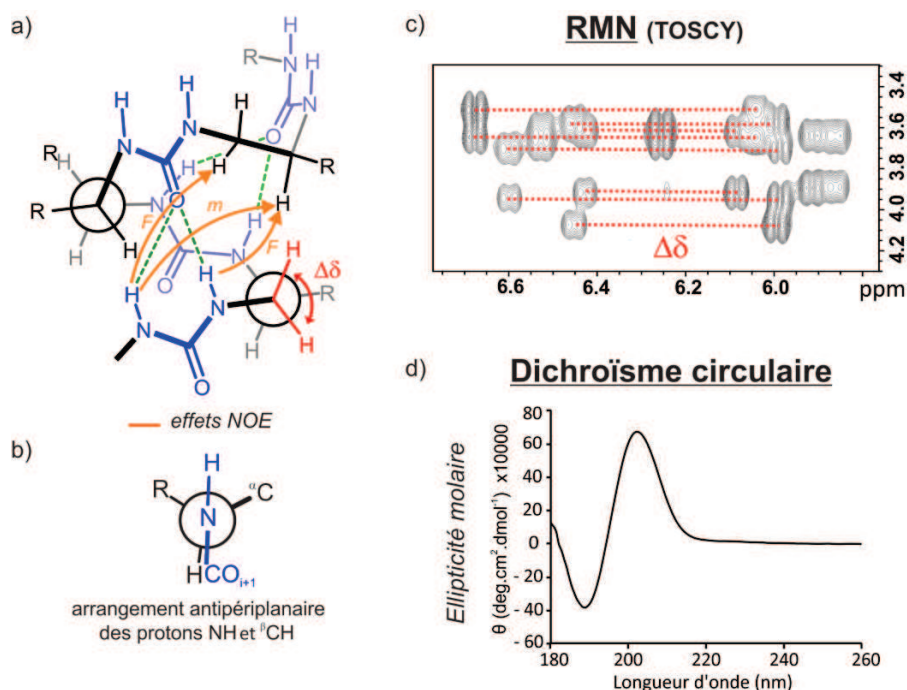 a)
H
R
N
H
N
H
O
N
H
H
H
N
N
R
H
O
R
H
H
N
H
F
m
H
F
H
H
N
O
N
H
H
H
Δδ
N
N
R
H
H
O
effets NOE
b)
H
R
αC
N
H
COi+1
arrangement antipériplanaire
des protons NH et βCH
c)
RMN (TOSCY)
3.4
3.6
3.8
4.0
4.2
Δδ
6.6 6.4 6.2 6.0 ppm
d)
Dichroïsme circulaire
Ellipticité molaire
θ (deg.cm².dmol⁻¹) x10000
80
60
40
20
0
- 20
- 40
- 60
180 200 220 240 260
Longueur d'onde (nm)